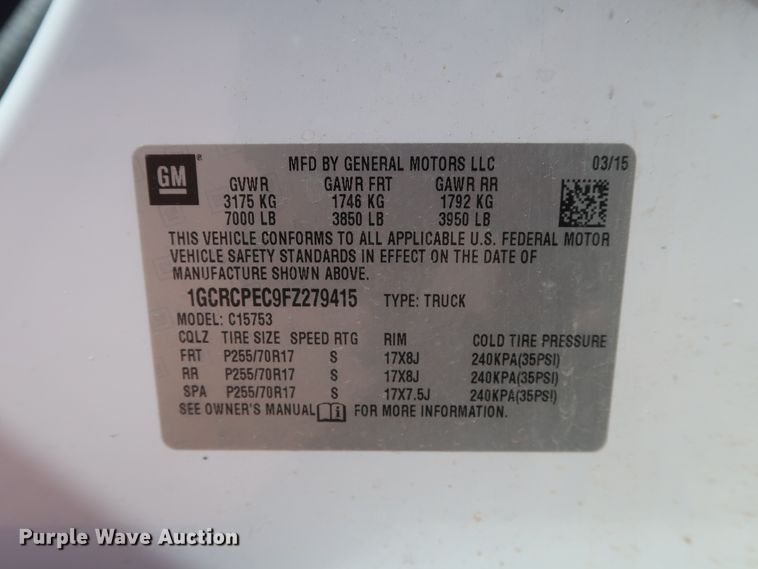 GM ®
MFD BY GENERAL MOTORS LLC 03/15
GVWR GAWR FRT GAWR RR
3175 KG 1746 KG 1792 KG
7000 LB 3850 LB 3950 LB
THIS VEHICLE CONFORMS TO ALL APPLICABLE U.S. FEDERAL MOTOR
VEHICLE SAFETY STANDARDS IN EFFECT ON THE DATE OF
MANUFACTURE SHOWN ABOVE.
1GCRCPEC9FZ279415 TYPE: TRUCK
MODEL: C15753
CQLZ TIRE SIZE SPEED RTG RIM COLD TIRE PRESSURE
FRT P255/70R17 S 17X8J 240KPA(35PSI)
RR P255/70R17 S 17X8J 240KPA(35PSI)
SPA P255/70R17 S 17X7.5J 240KPA(35PSI)
SEE OWNER'S MANUAL i FOR MORE INFORMATION.
Purple Wave Auction